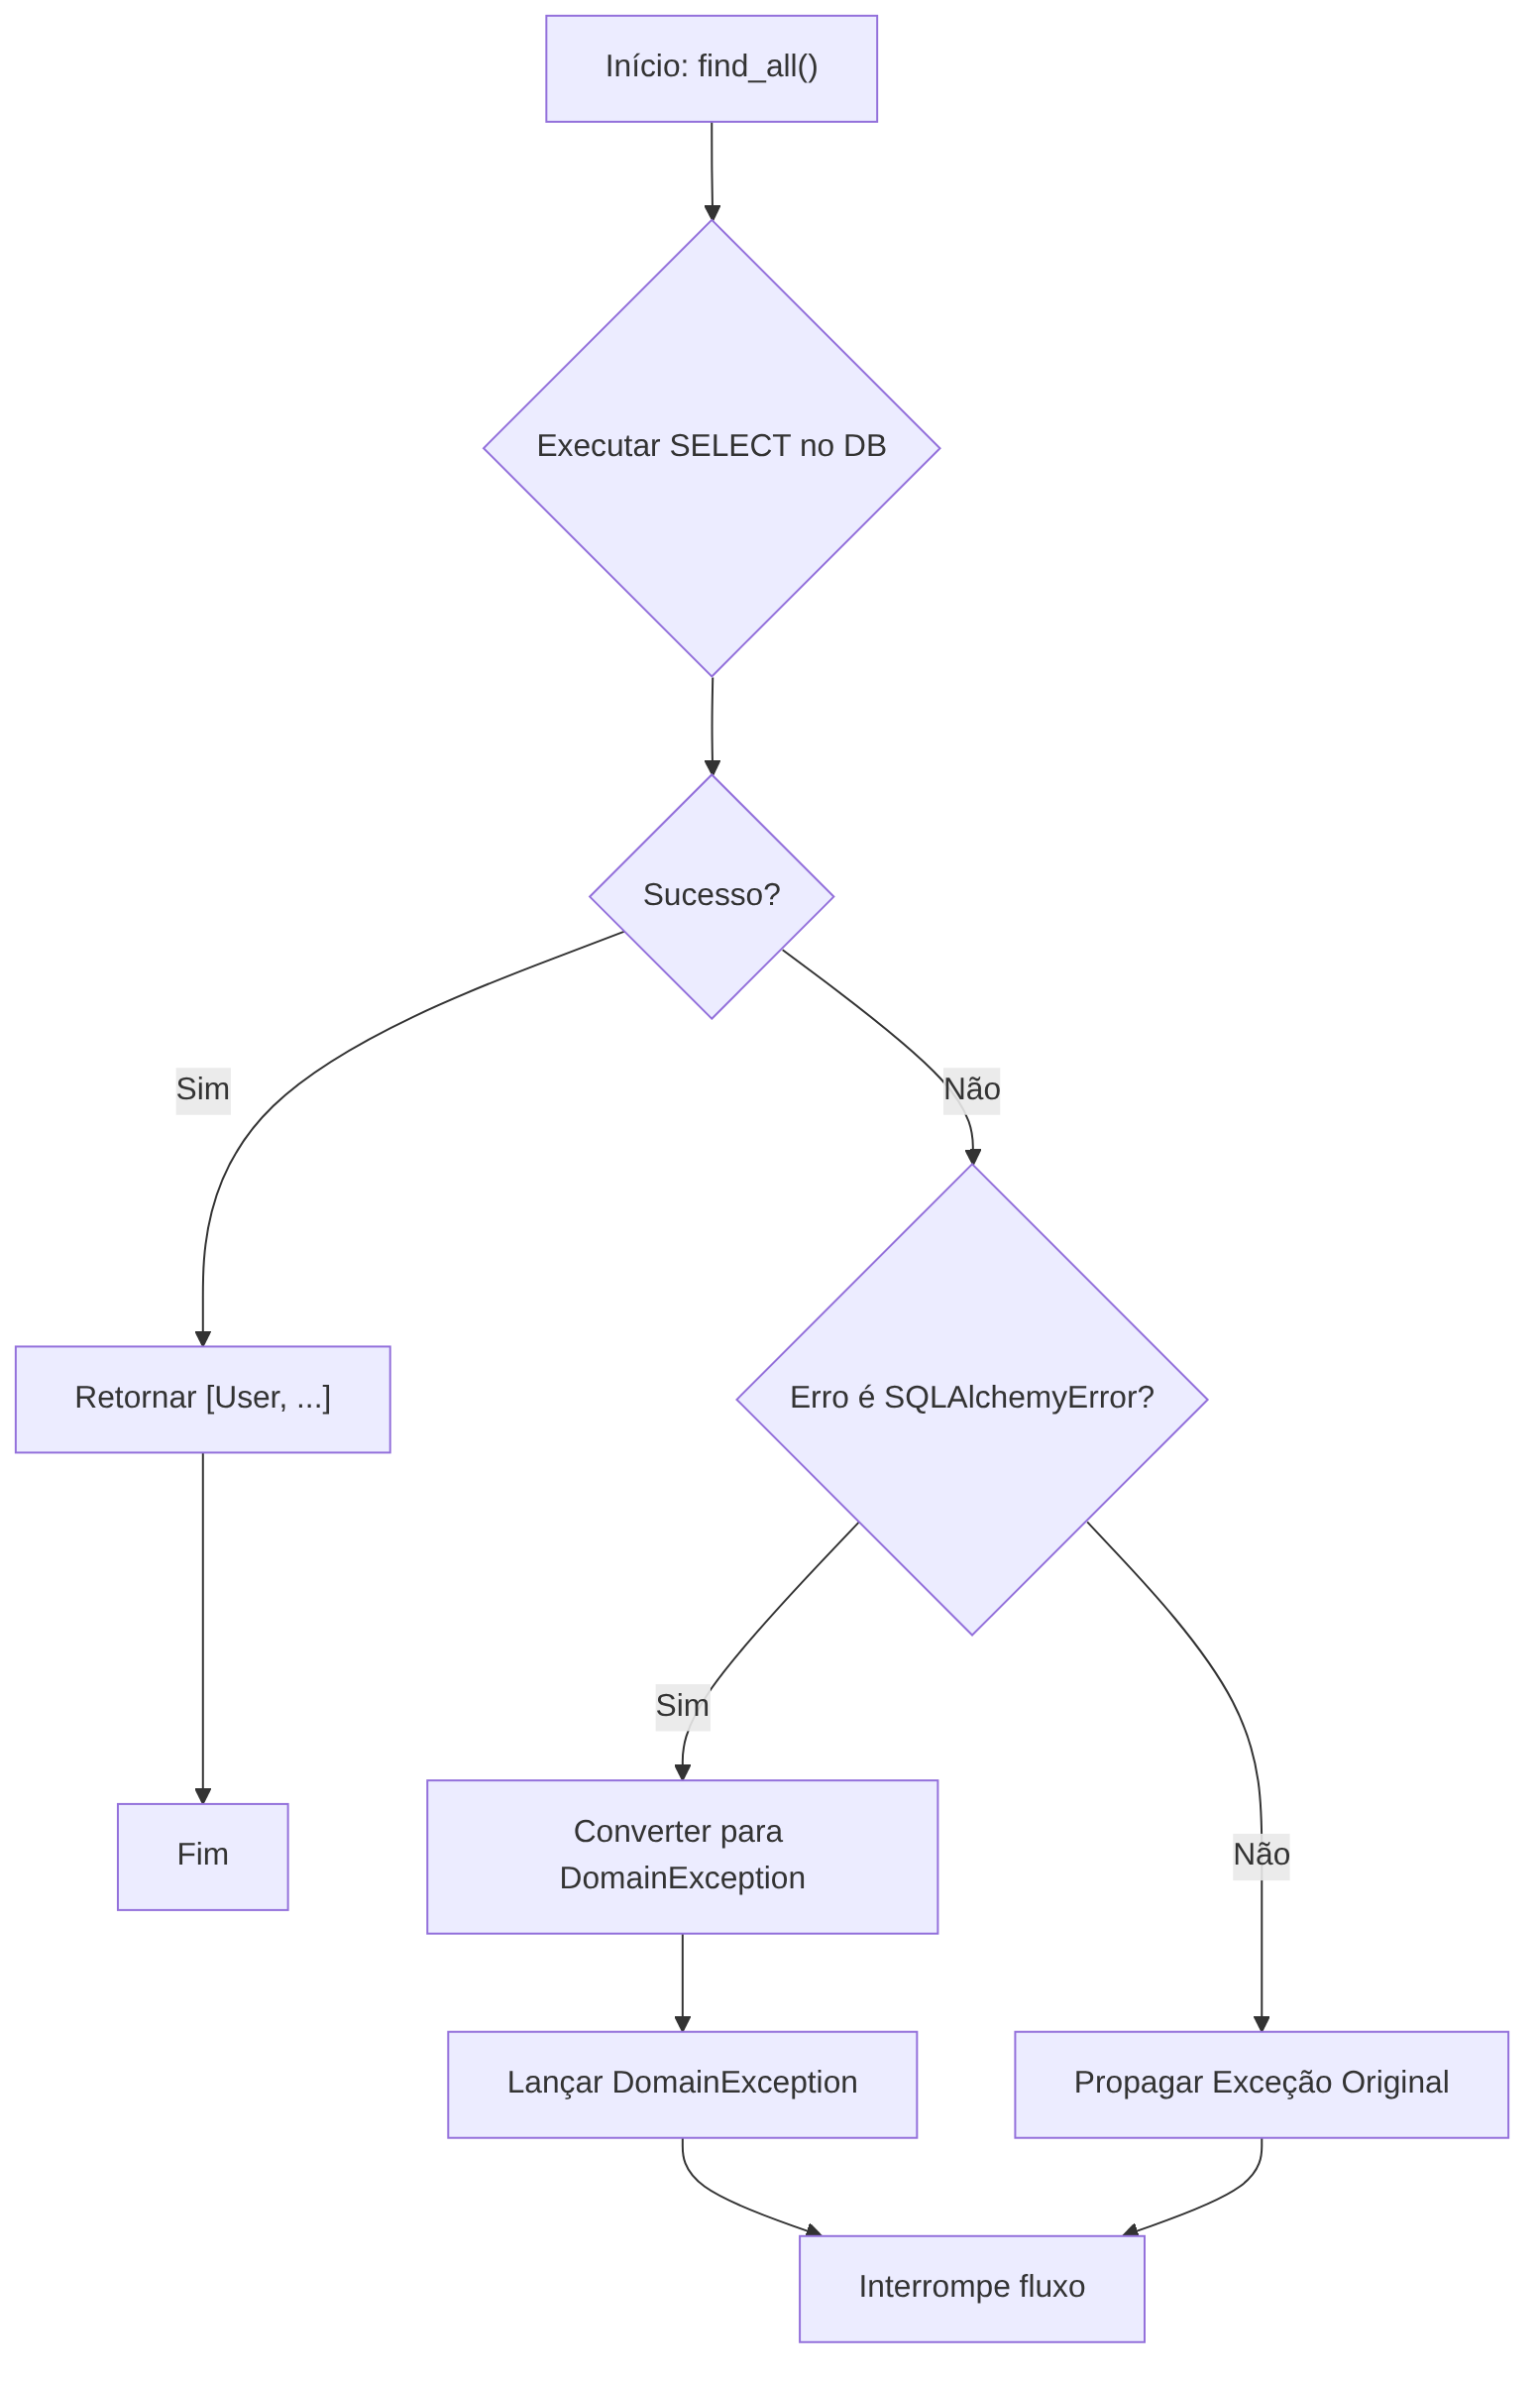 Início: find_all()
Executar SELECT no DB
Sucesso?
Sim
Não
Retornar [User, ...]
Erro é SQLAlchemyError?
Sim
Fim
Converter para
DomainException
Não
Lançar DomainException
Propagar Exceção Original
Interrompe fluxo